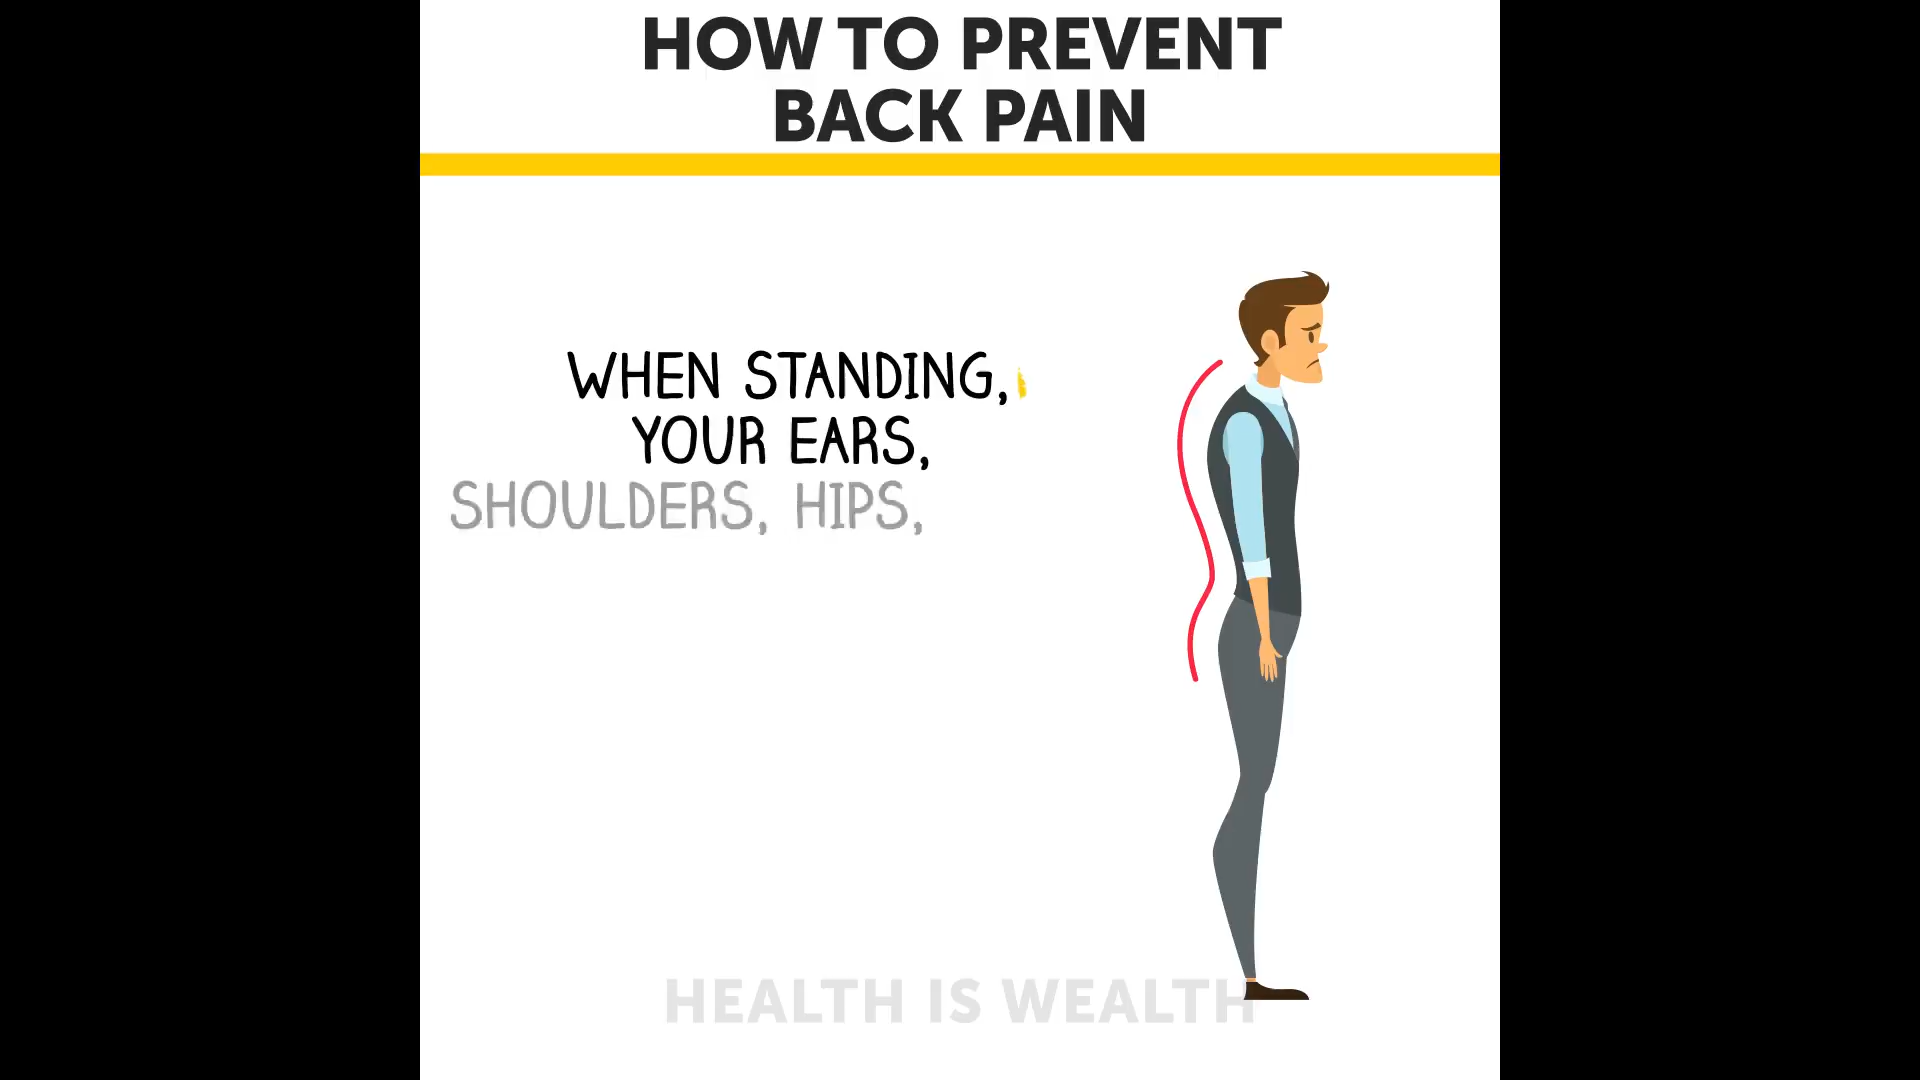 HOW TO PREVENT
BACK PAIN
WHEN STANDING,
YOUR EARS,
SHOULDERS, HIPS,
HEALTH IS WEALTH